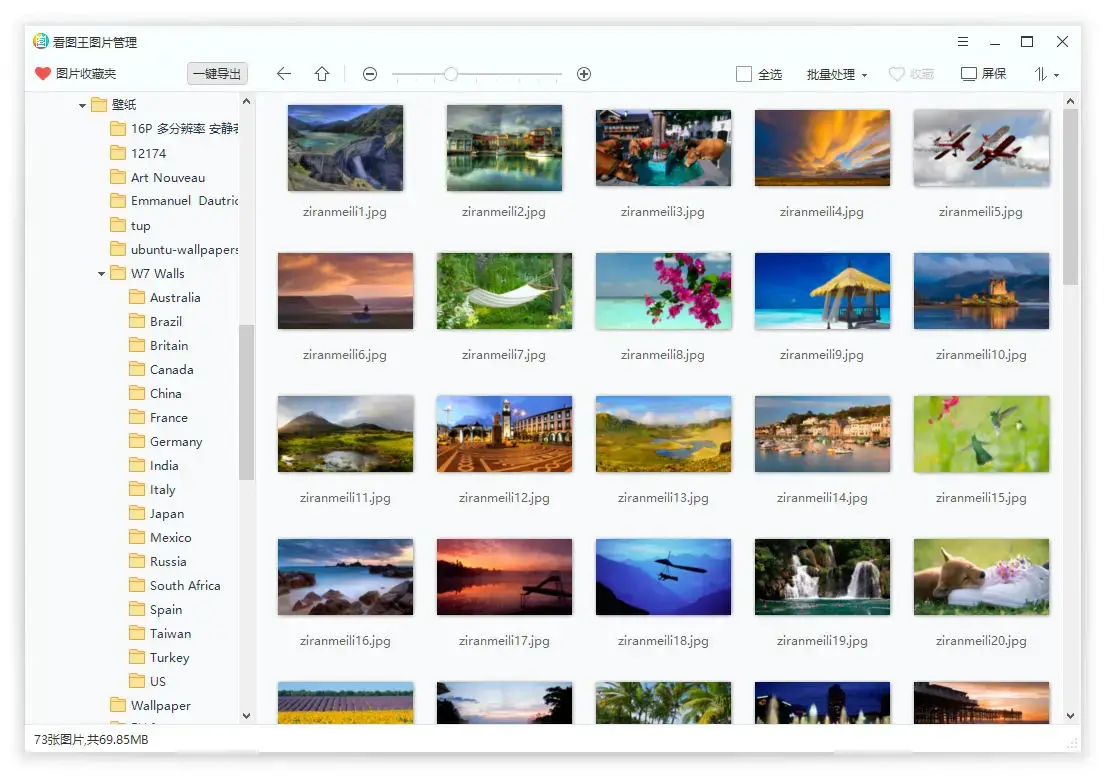 看图王图片管理
图片收藏夹 一键导出 全选 批量处理 收藏 屏保
壁纸
16P 多分辨率 安静
12174
Art Nouveau
Emmanuel Dautric
tup
ubuntu-wallpapers
W7 Walls
Australia
Brazil
Britain
Canada
China
France
Germany
India
Italy
Japan
Mexico
Russia
South Africa
Spain
Taiwan
Turkey
US
Wallpaper
ziranmeili1.jpg ziranmeili2.jpg ziranmeili3.jpg ziranmeili4.jpg ziranmeili5.jpg
ziranmeili6.jpg ziranmeili7.jpg ziranmeili8.jpg ziranmeili9.jpg ziranmeili10.jpg
ziranmeili11.jpg ziranmeili12.jpg ziranmeili13.jpg ziranmeili14.jpg ziranmeili15.jpg
ziranmeili16.jpg ziranmeili17.jpg ziranmeili18.jpg ziranmeili19.jpg ziranmeili20.jpg
73张图片,共69.85MB